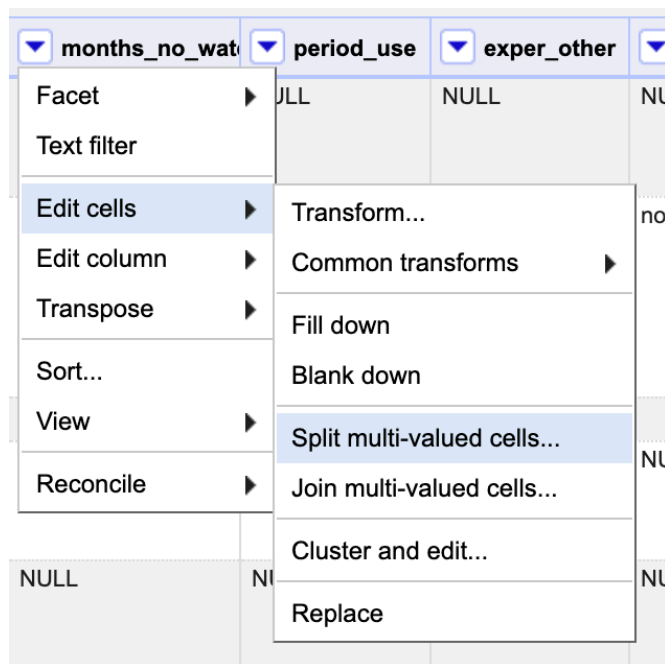 months_no_wat period_use exper_other
Facet
Text filter
Edit cells
Edit column
Transpose
Sort...
View
Reconcile
Transform...
Common transforms
Fill down
Blank down
Split multi-valued cells...
Join multi-valued cells...
Cluster and edit...
Replace
NULL
no
NULL